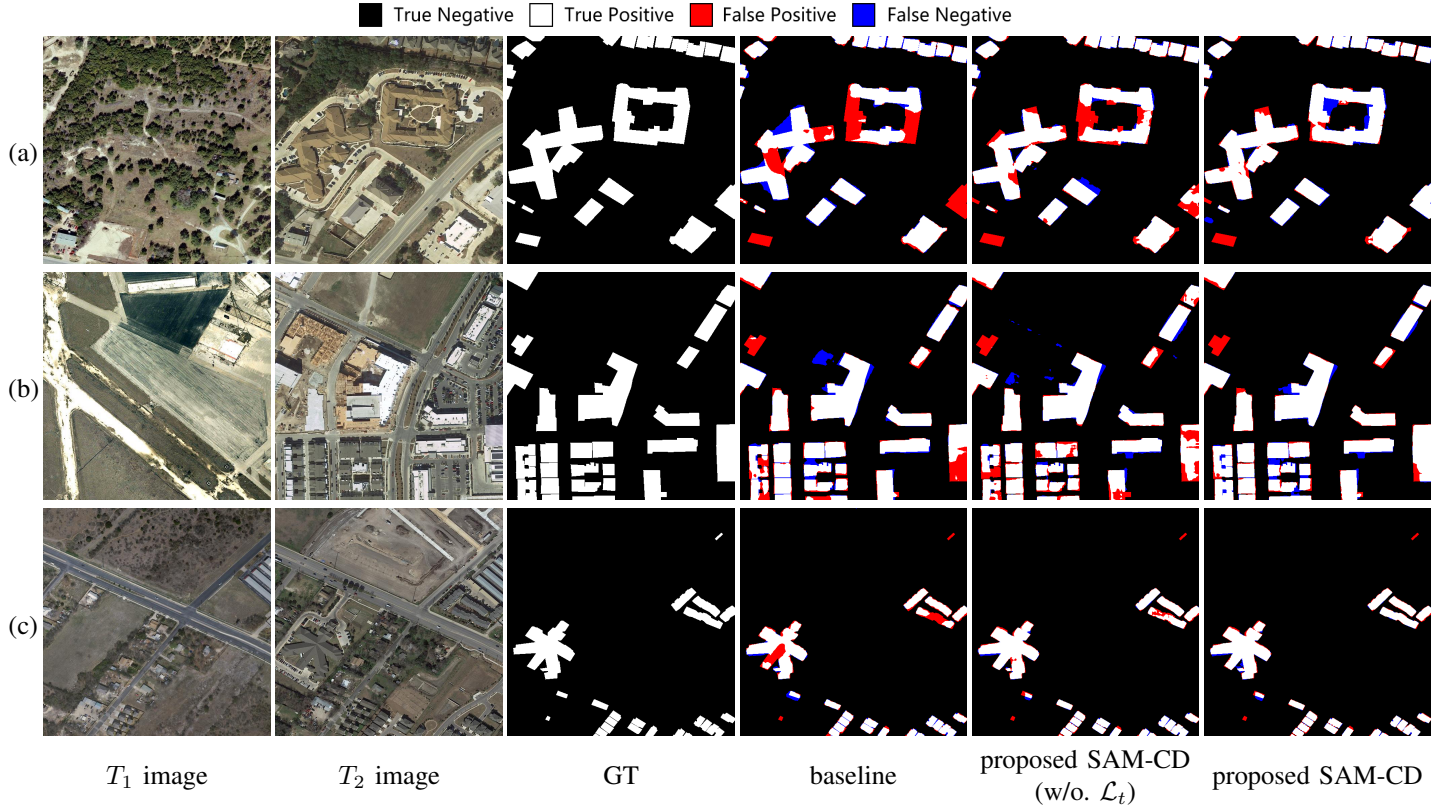 True Negative True Positive False Positive False Negative
(a)
(b)
(c)
T₁ image T₂ image GT baseline proposed SAM-CD (w/o. ℒₜ) proposed SAM-CD